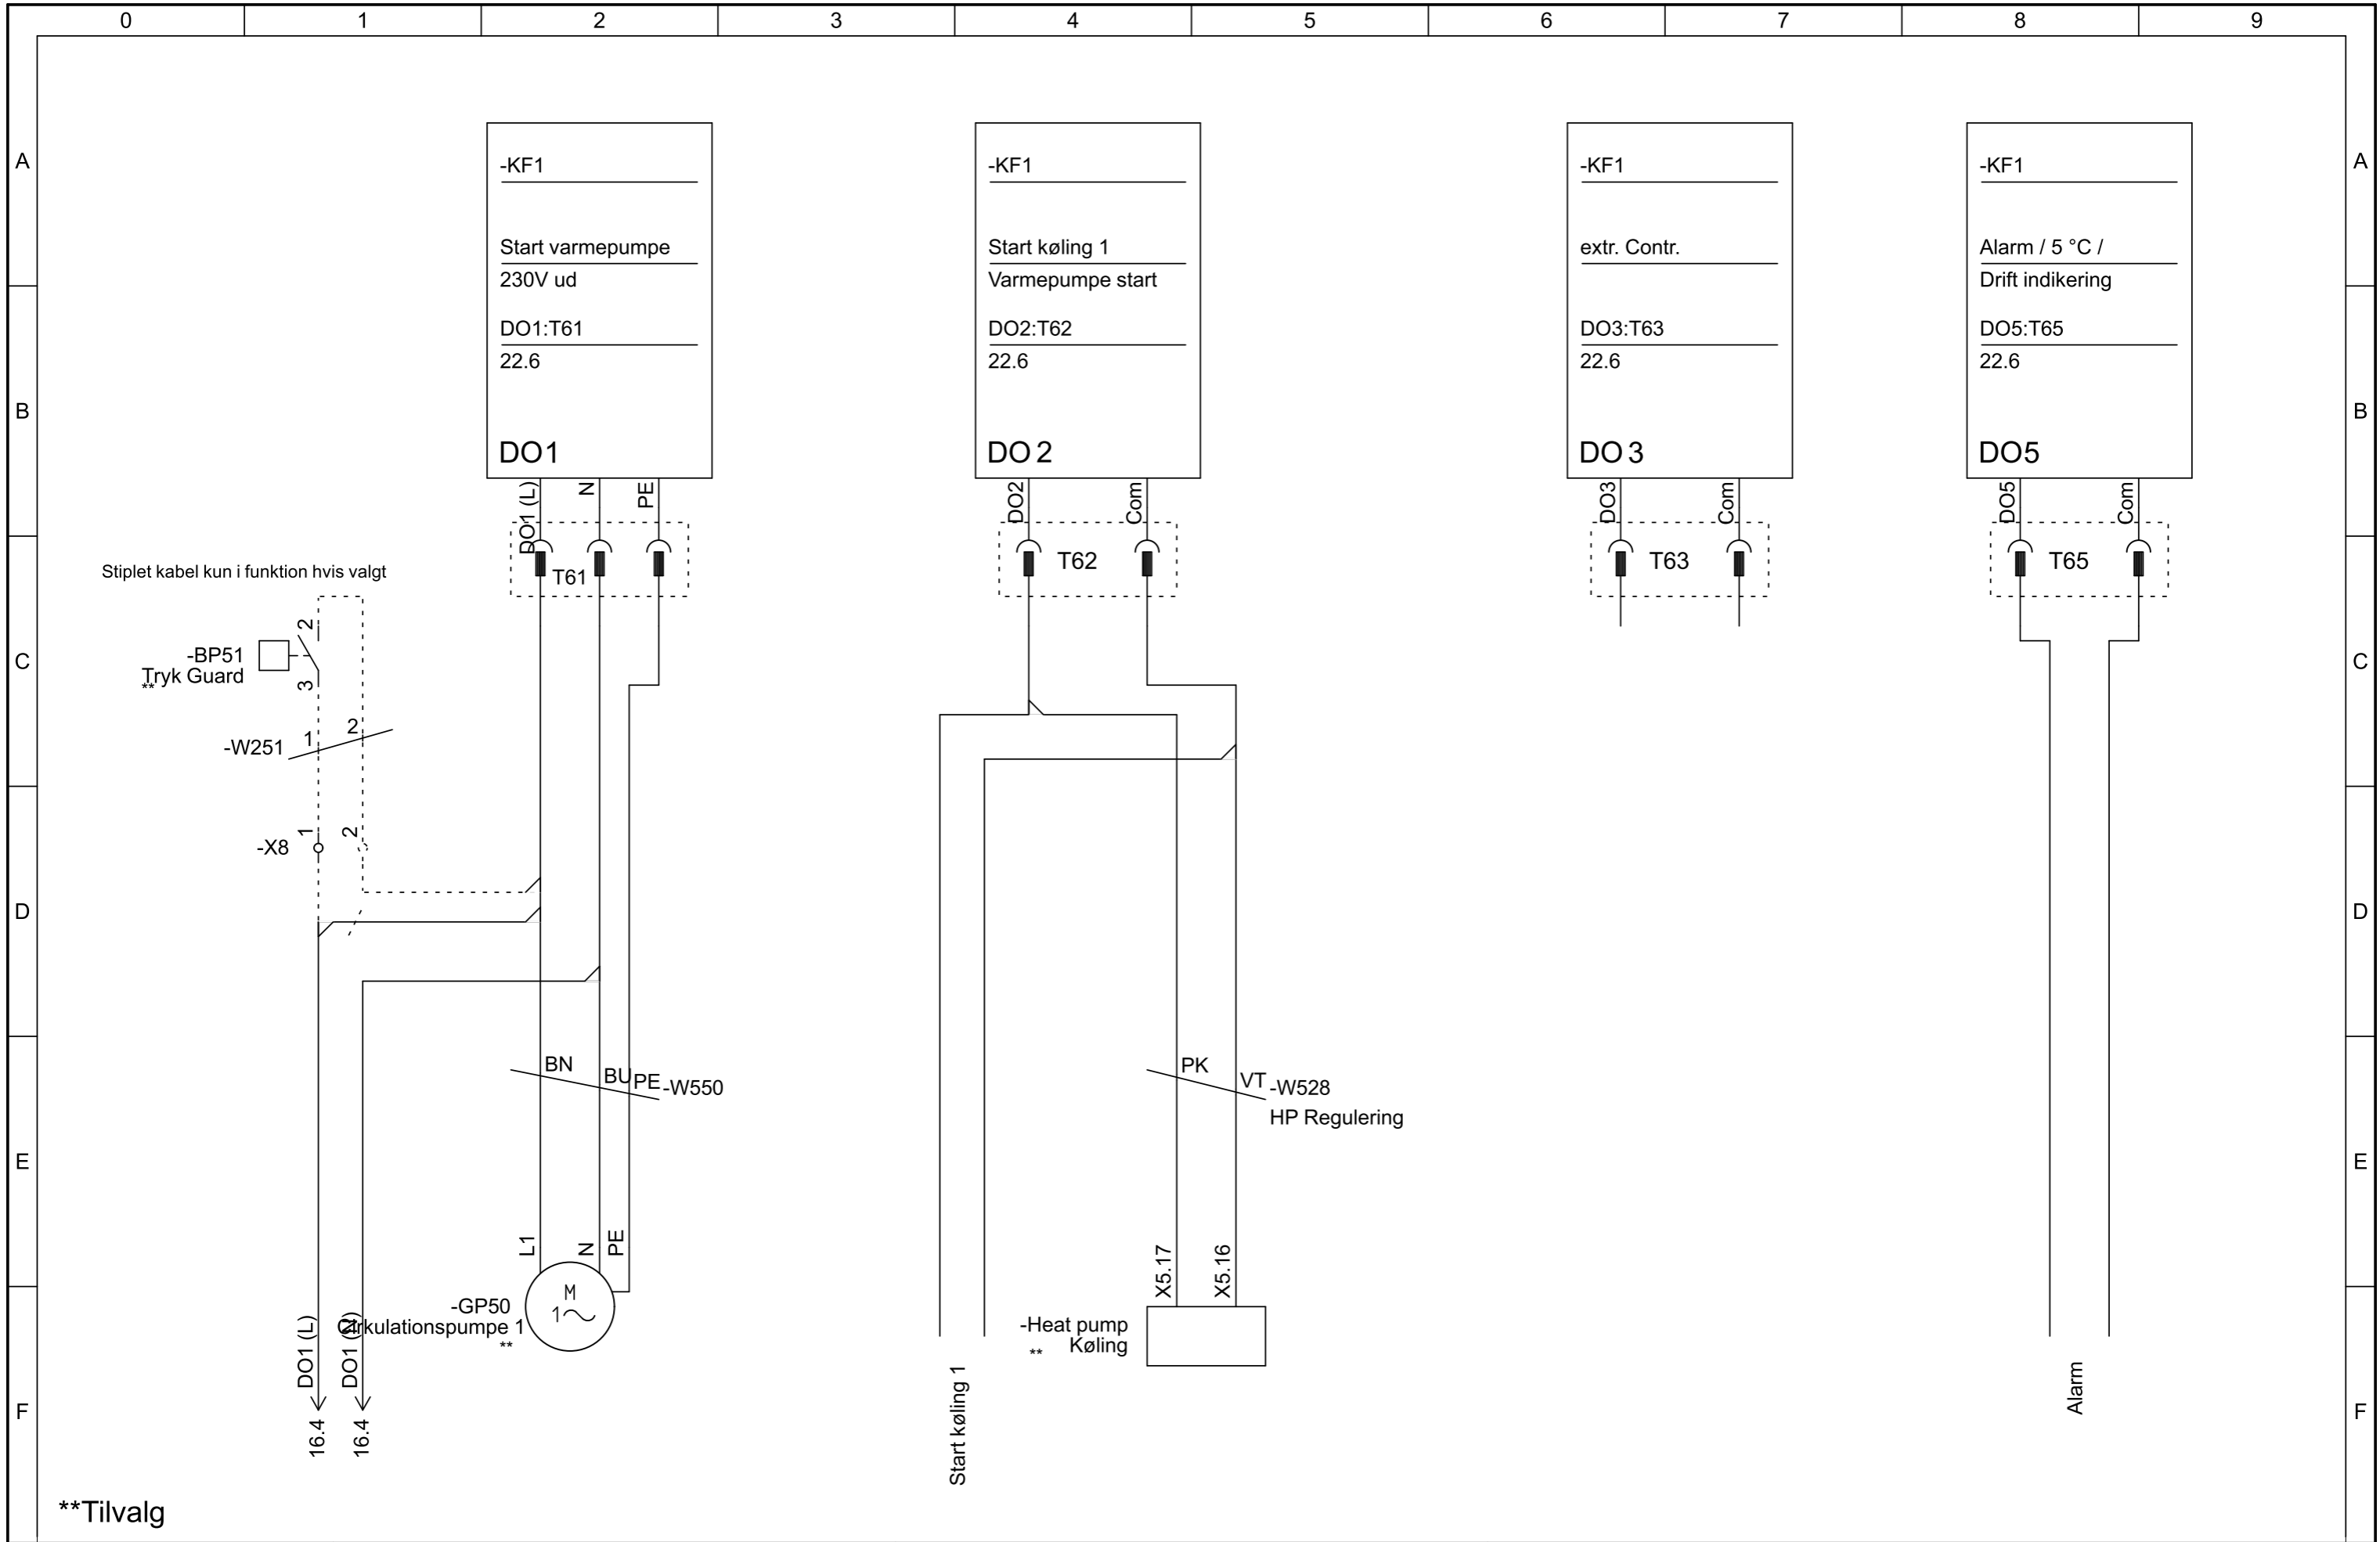 0 1 2 3 4 5 6 7 8 9
A
B
C
D
E
F
A
B
C
D
E
F
-KF1
Start varmepumpe
230V ud
DO1:T61
22.6
DO1
DO1 (L)
N
PE
T61
-KF1
Start køling 1
Varmepumpe start
DO2:T62
22.6
DO 2
DO2
Com
T62
-KF1
extr. Contr.
DO3:T63
22.6
DO 3
DO3
Com
T63
-KF1
Alarm / 5 °C /
Drift indikering
DO5:T65
22.6
DO5
DO5
Com
T65
Stiplet kabel kun i funktion hvis valgt
2
-BP51
Tryk Guard
**
3
-W251
1
2
-X8
1
2
BN
BU
PE
-W550
PK
VT
-W528
HP Regulering
L1
N
PE
M
1
-GP50
Cirkulationspumpe 1
**
DO1 (L)
DO1 (N)
16.4
16.4
X5.17
X5.16
-Heat pump
Køling
**
Start køling 1
Alarm
**Tilvalg